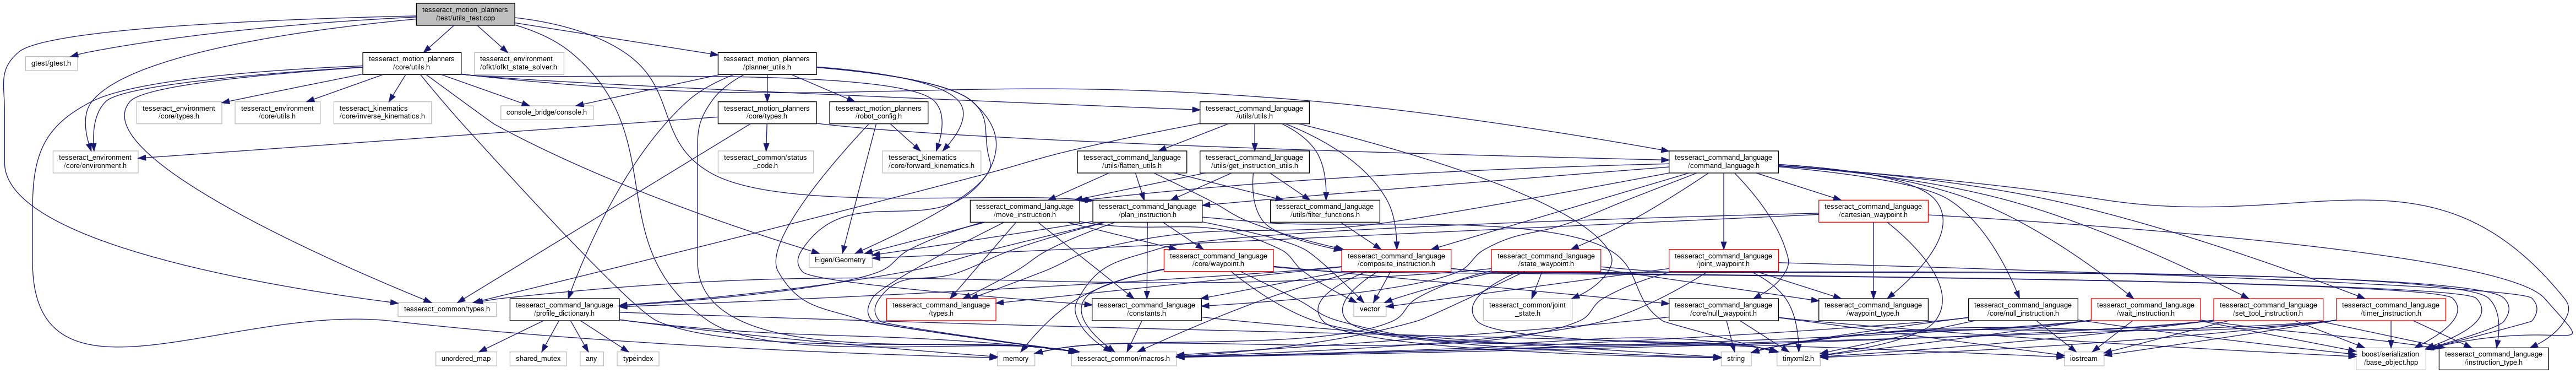 tesseract_motion_planners
/test/utils_test.cpp
gtest/gtest.h
tesseract_motion_planners
/core/utils.h
tesseract_environment
/ofkt/ofkt_state_solver.h
tesseract_motion_planners
/planner_utils.h
tesseract_environment
/core/types.h
tesseract_environment
/core/utils.h
tesseract_kinematics
/core/inverse_kinematics.h
console_bridge/console.h
tesseract_motion_planners
/core/types.h
tesseract_motion_planners
/robot_config.h
tesseract_command_language
/utils/utils.h
tesseract_environment
/core/environment.h
tesseract_common/status
_code.h
tesseract_kinematics
/core/forward_kinematics.h
tesseract_command_language
/utils/flatten_utils.h
tesseract_command_language
/utils/get_instruction_utils.h
tesseract_command_language
/command_language.h
tesseract_command_language
/move_instruction.h
tesseract_command_language
/plan_instruction.h
tesseract_command_language
/utils/filter_functions.h
tesseract_command_language
/cartesian_waypoint.h
Eigen/Geometry
tesseract_command_language
/core/waypoint.h
tesseract_command_language
/composite_instruction.h
tesseract_command_language
/state_waypoint.h
tesseract_command_language
/joint_waypoint.h
tesseract_common/types.h
tesseract_command_language
/profile_dictionary.h
tesseract_command_language
/types.h
tesseract_command_language
/constants.h
vector
tesseract_common/joint
_state.h
tesseract_command_language
/core/null_waypoint.h
tesseract_command_language
/waypoint_type.h
tesseract_command_language
/core/null_instruction.h
tesseract_command_language
/wait_instruction.h
tesseract_command_language
/set_tool_instruction.h
tesseract_command_language
/timer_instruction.h
unordered_map
shared_mutex
any
typeindex
memory
tesseract_common/macros.h
string
tinyxml2.h
iostream
boost/serialization
/base_object.hpp
tesseract_command_language
/instruction_type.h